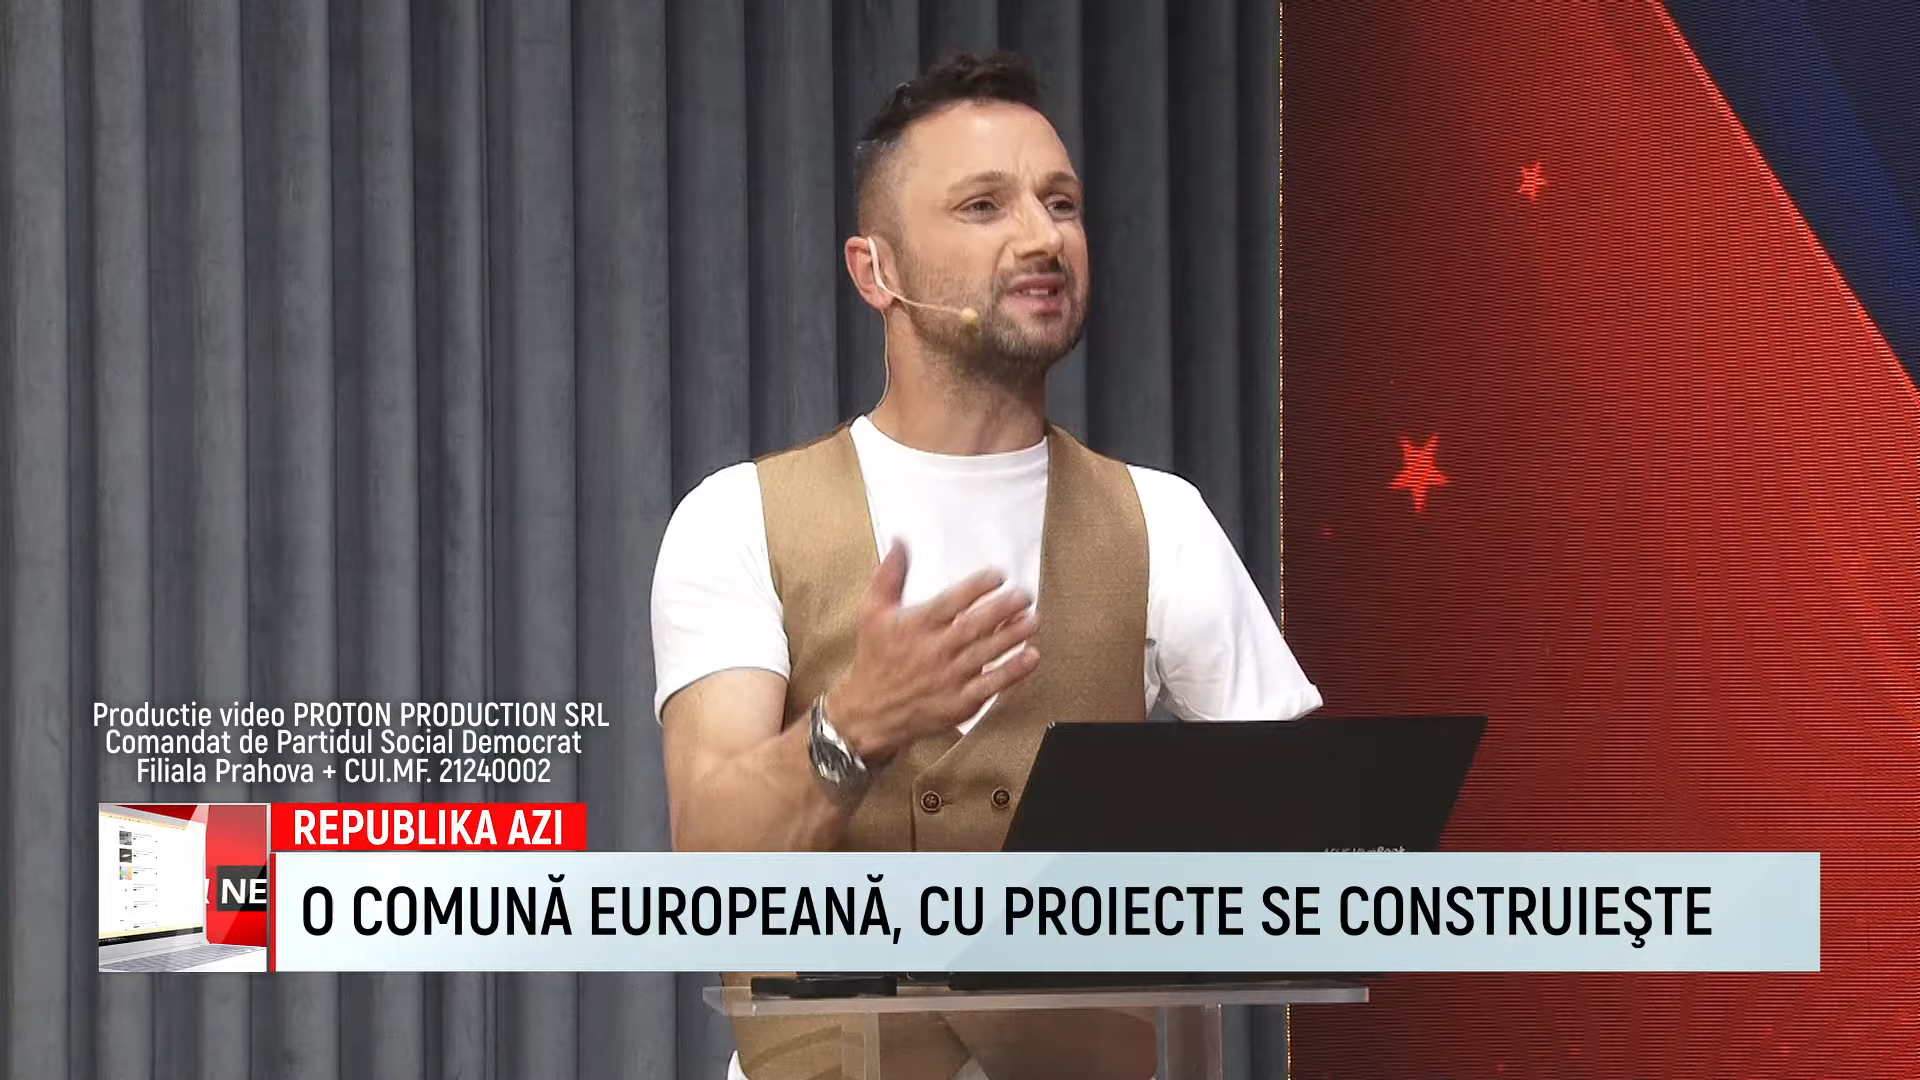 Productie video PROTON PRODUCTION SRL
Comandat de Partidul Social Democrat
Filiala Prahova + CUI.MF. 21240002
REPUBLIKA AZI
NE
O COMUNĂ EUROPEANĂ, CU PROIECTE SE CONSTRUIEŞTE